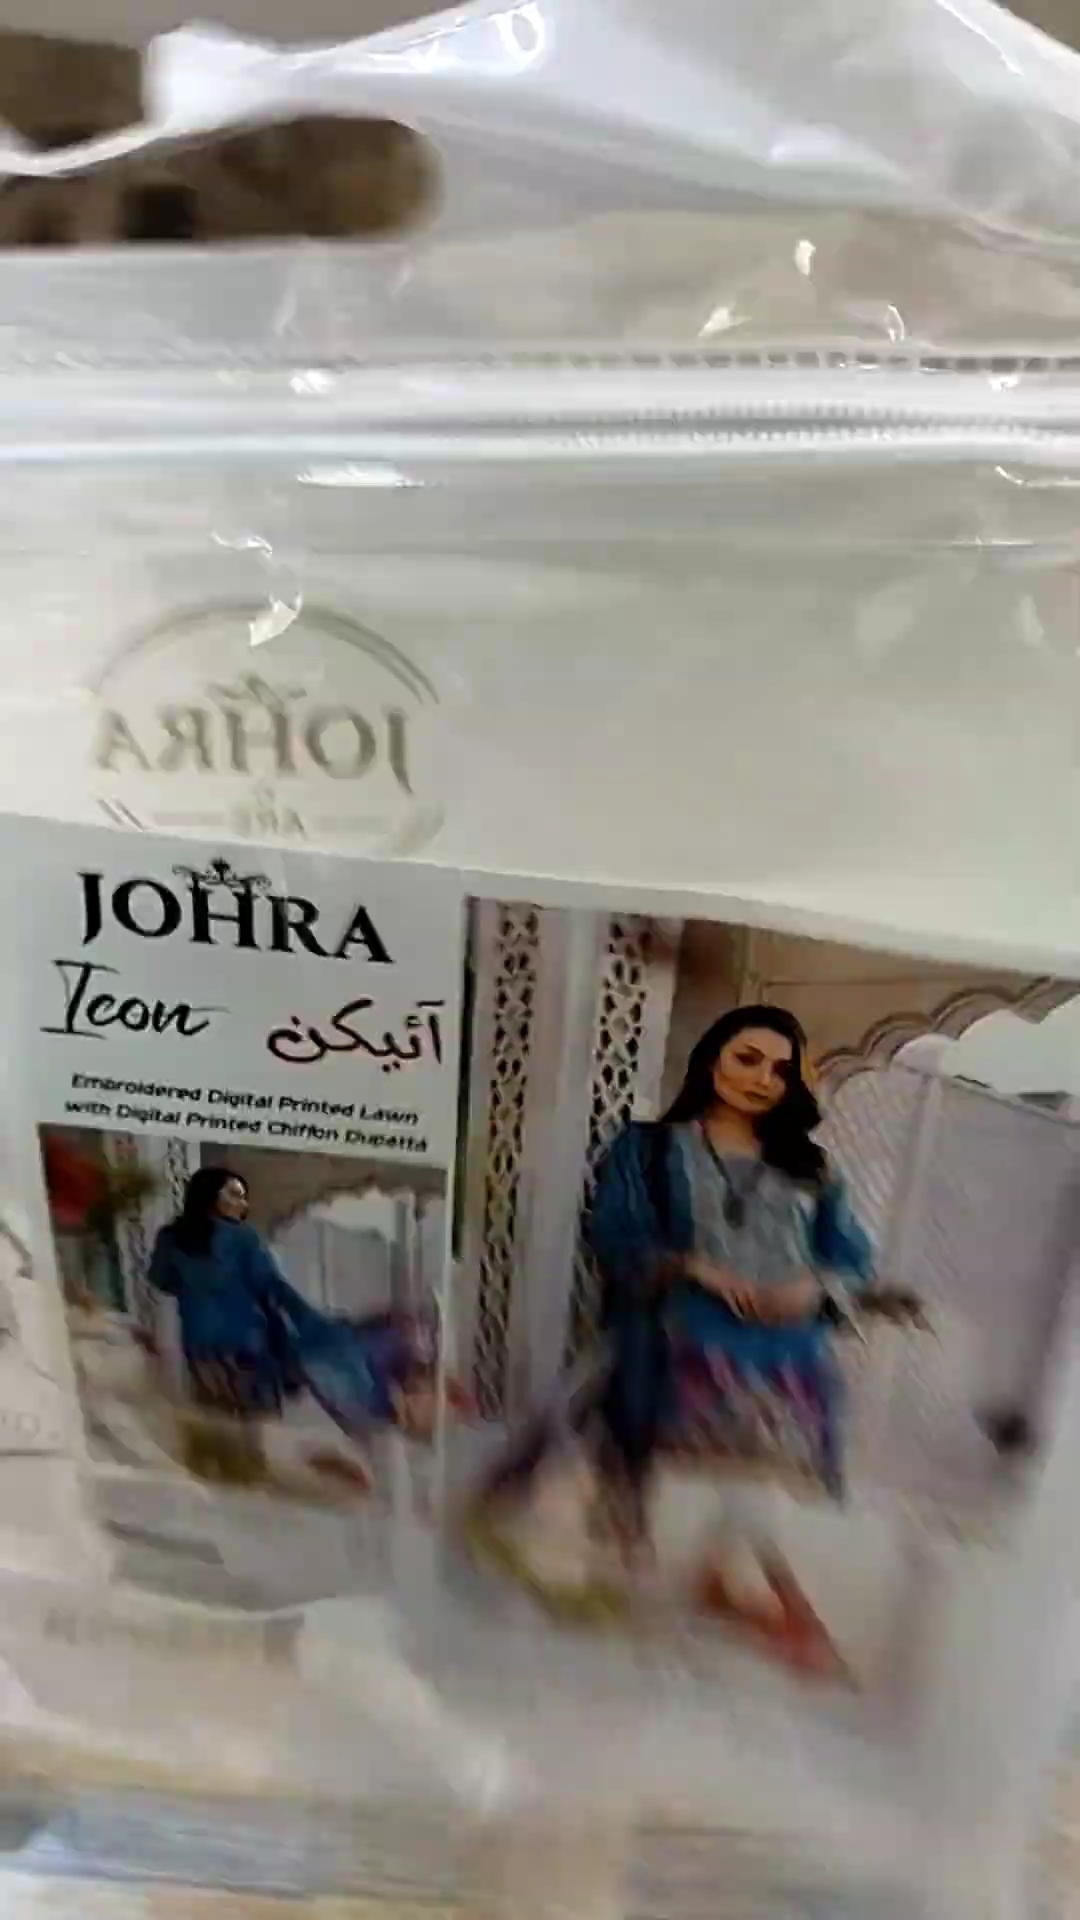 JOHRA
JOHRA
Icon آئیکن
Embroidered Digital Printed Lawn
with Digital Printed Chiffon Dupatta